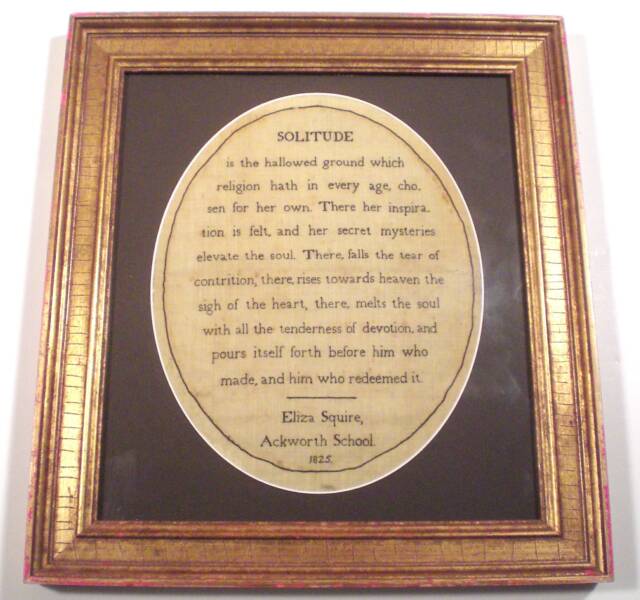 SOLITUDE
is the hallowed ground which
religion hath in every age, cho.
sen for her own. There her inspira.
tion is felt, and her secret mysteries
elevate the soul. There, falls the tear of
contrition, there, rises towards heaven the
sigh of the heart, there, melts the soul
with all the tenderness of devotion, and
pours itself forth before him who
made, and him who redeemed it.
Eliza Squire,
Ackworth School.
1825.